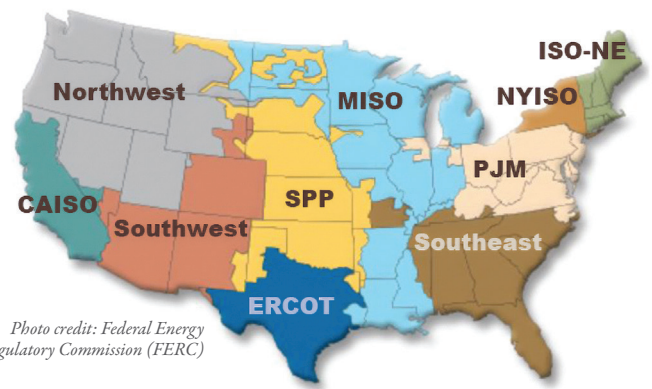 ISO-NE
Northwest
MISO
NYISO
PJM
CAISO
SPP
Southwest
Southeast
ERCOT
Photo credit: Federal Energy
gulatory Commission (FERC)